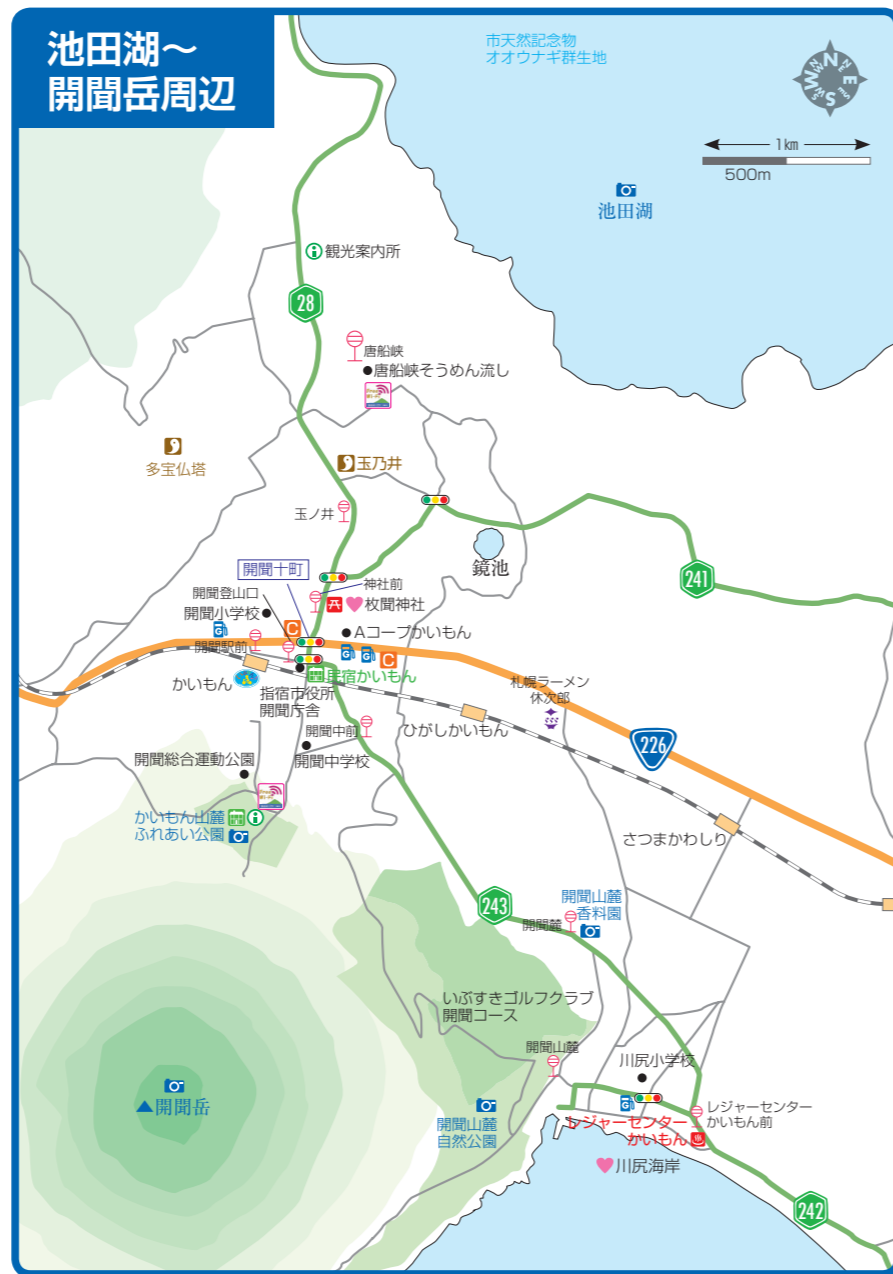 池田湖～
開聞岳周辺
市天然記念物
オオウナギ群生地
N
E
S
W
1km
500m
池田湖
観光案内所
28
唐船峡
唐船峡そうめん流し
多宝仏塔
玉乃井
玉ノ井
鏡池
241
開聞十町
神社前
開聞登山口
枚聞神社
開聞小学校
C
Aコープかいもん
C
開聞駅前
民宿かいもん
かいもん
指宿市役所
開聞庁舎
札幌ラーメン
休次郎
開聞中前
ひがしかいもん
226
開聞中学校
開聞総合運動公園
かいもん山麓
ふれあい公園
さつまかわしり
243
開聞山麓
香料園
開聞麓
いぶすきゴルフクラブ
開聞コース
開聞山麓
川尻小学校
開聞岳
開聞山麓
自然公園
レジャーセンター
かいもん
レジャーセンター
かいもん前
川尻海岸
242